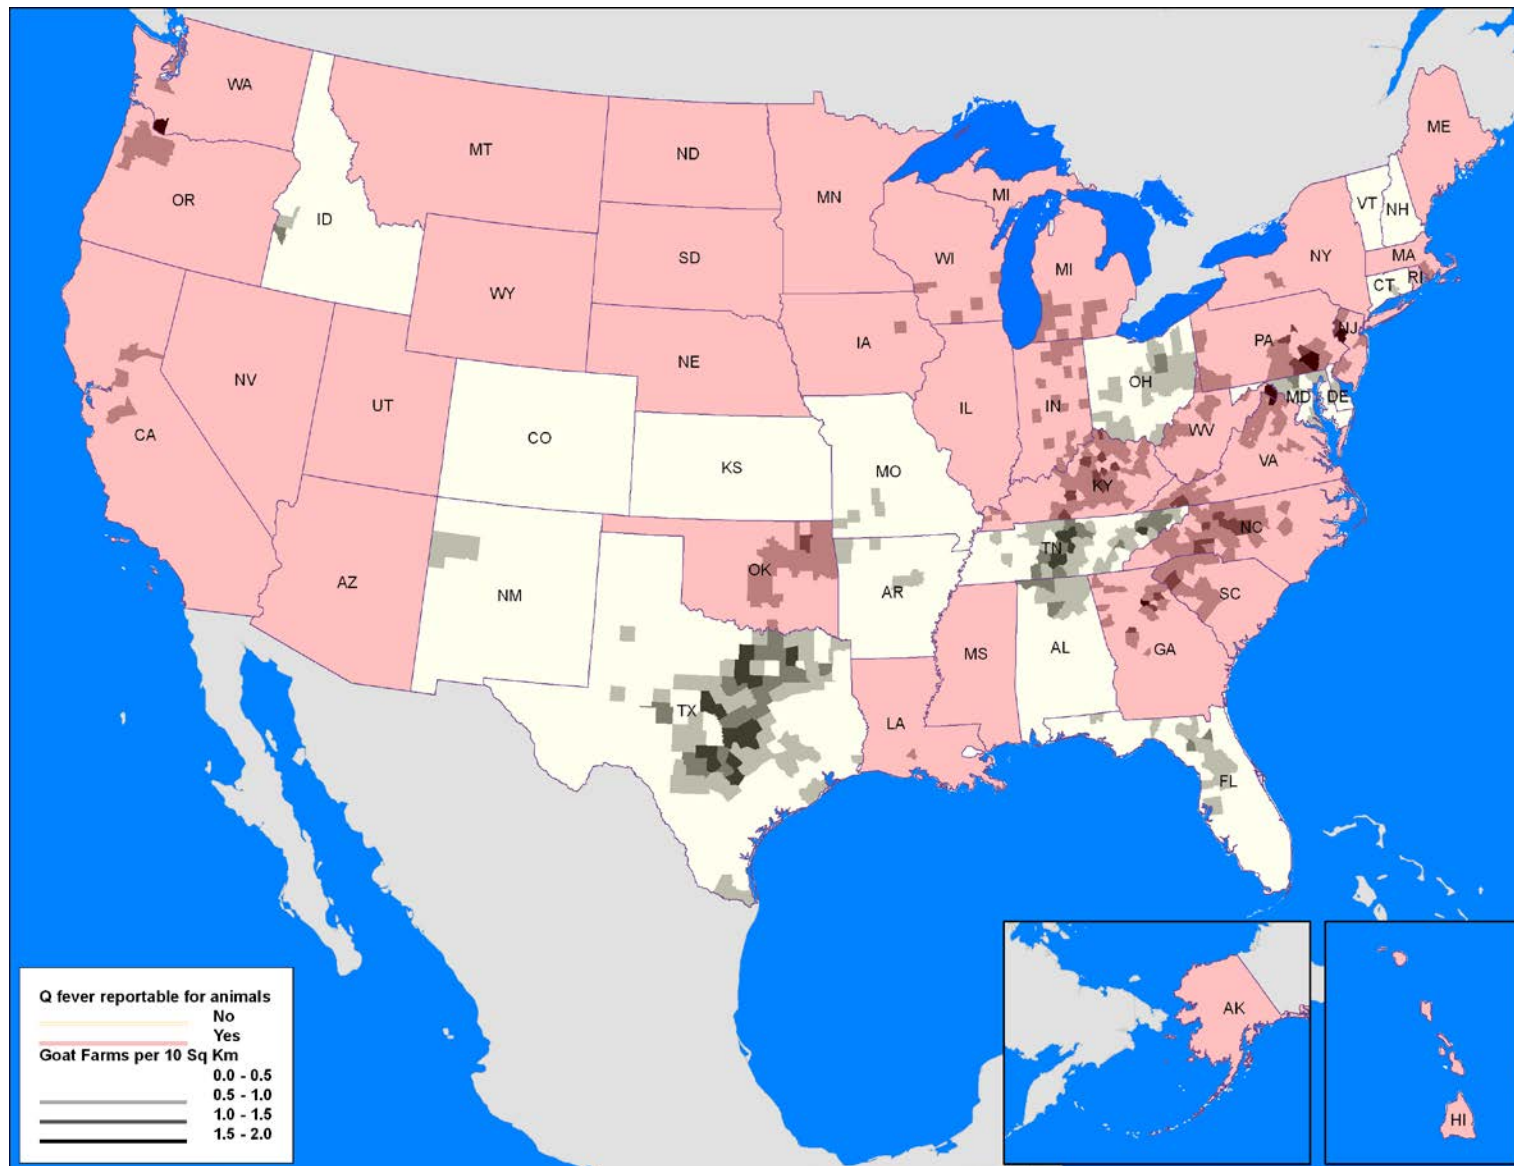 WA
ME
MT
ND
VT
NH
OR
MN
MI
ID
NY
WI
MA
SD
MI
RI
CT
WY
NJ
IA
PA
NE
OH
NV
UT
IL
IN
MD
DE
CA
CO
WV
KS
MO
VA
KY
NC
TN
AZ
OK
NM
AR
SC
MS
AL
GA
TX
LA
FL
Q fever reportable for animals
No
Yes
Goat Farms per 10 Sq Km
0.0 - 0.5
0.5 - 1.0
1.0 - 1.5
1.5 - 2.0
AK
HI